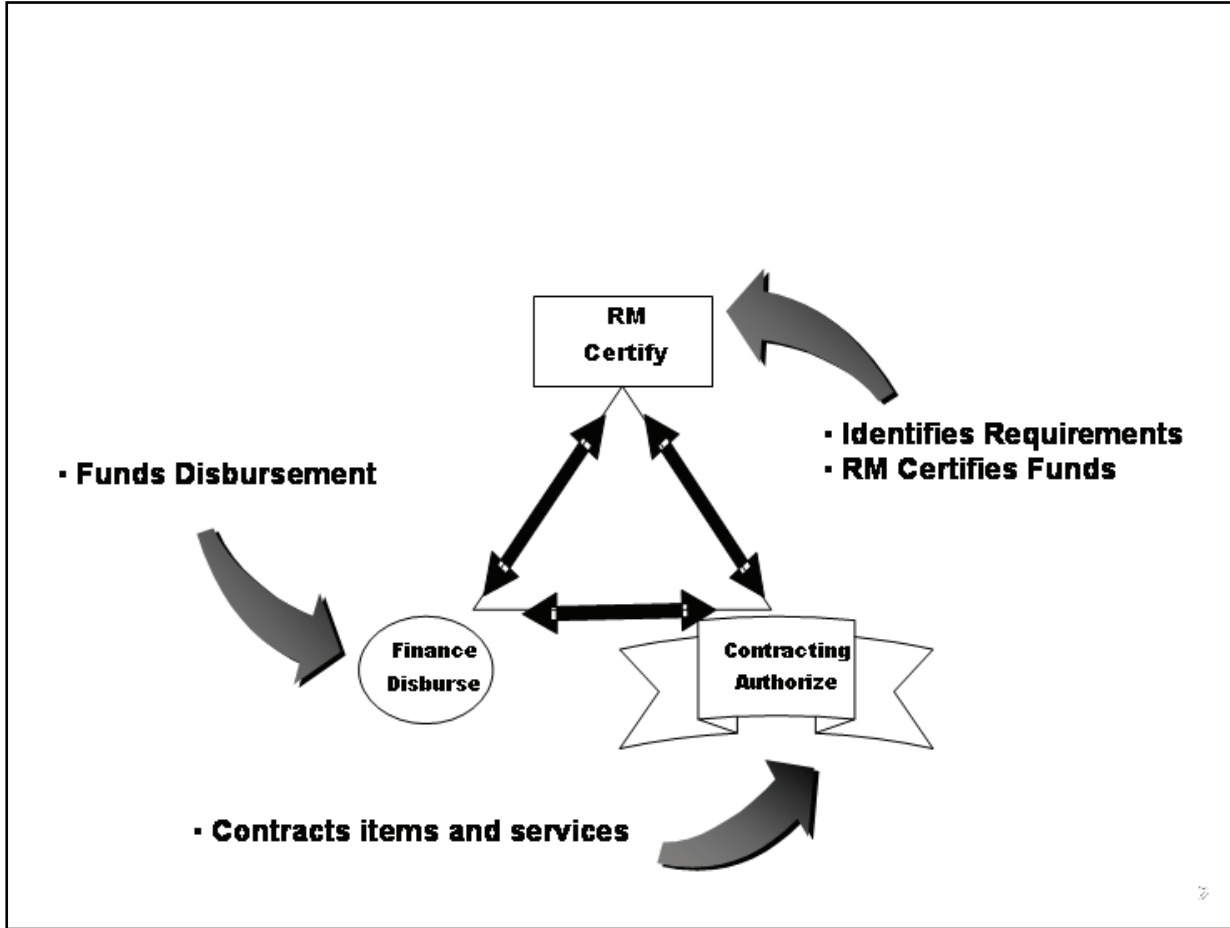 RM
Certify
▪ Identifies Requirements
▪ RM Certifies Funds
▪ Funds Disbursement
Finance
Disburse
Contracting
Authorize
▪ Contracts items and services